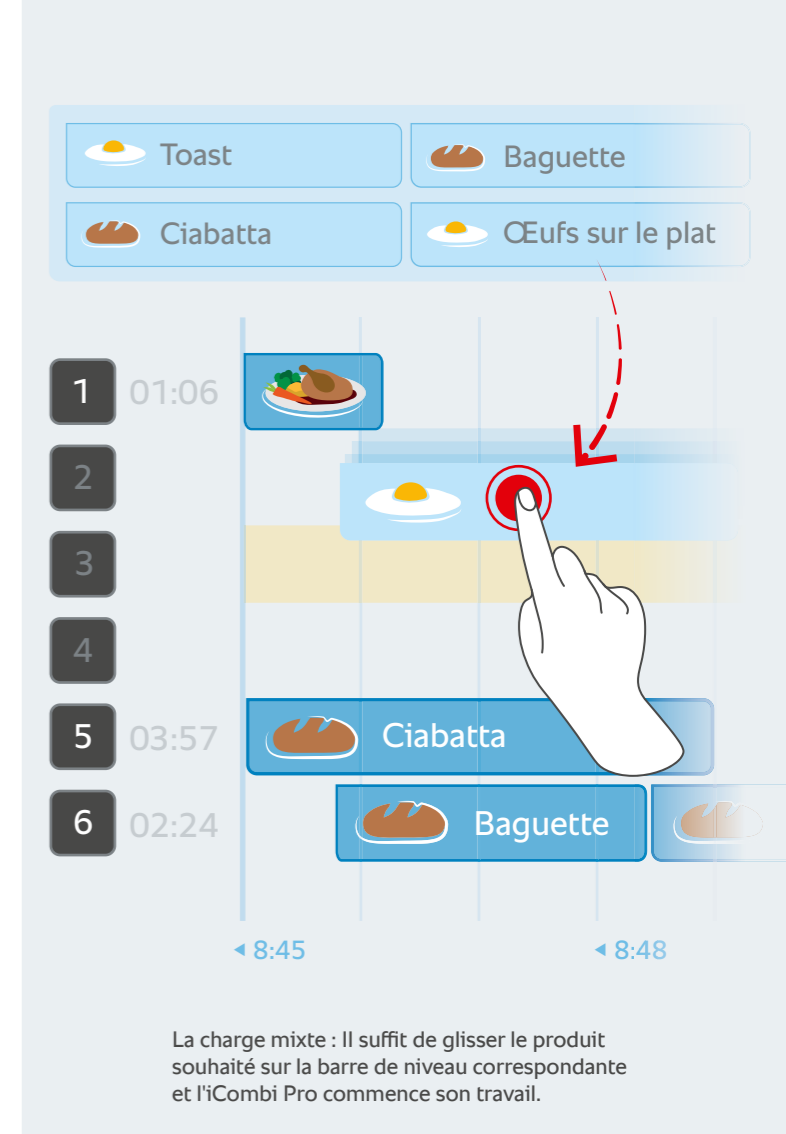 Toast
Baguette
Ciabatta
Œufs sur le plat
1 01:06
2
3
4
5 03:57 Ciabatta
6 02:24 Baguette
8:45 8:48
La charge mixte : Il suffit de glisser le produit
souhaité sur la barre de niveau correspondante
et l'iCombi Pro commence son travail.